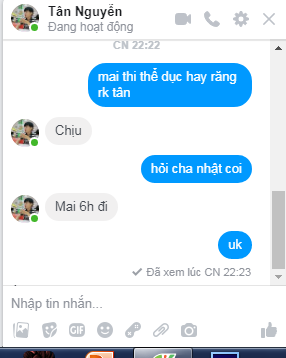 Tân Nguyễn
Đang hoạt động
CN 22:22
mai thi thể dục hay răng
rk tân
Chịu
hỏi cha nhật coi
Mai 6h đi
uk
Đã xem lúc CN 22:23
Nhập tin nhắn...
GIF